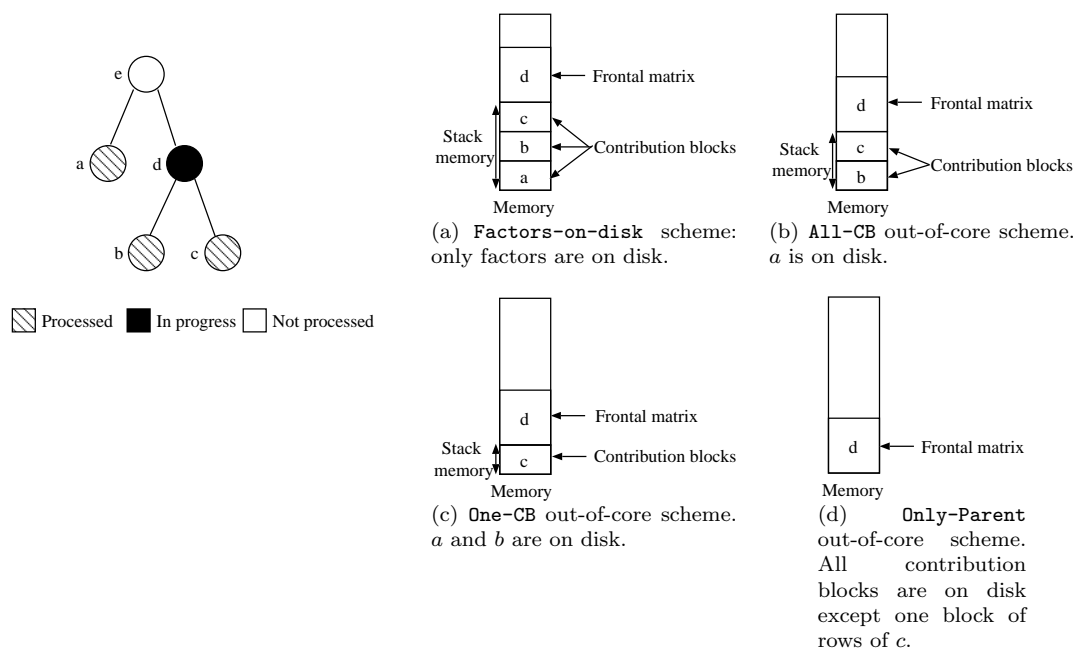 e
a
d
b
c
Processed
In progress
Not processed
d
Frontal matrix
c
Stack
memory
b
Contribution blocks
a
Memory
(a) Factors-on-disk scheme:
only factors are on disk.
d
Frontal matrix
Stack
memory
c
b
Contribution blocks
Memory
(b) All-CB out-of-core scheme.
a is on disk.
d
Frontal matrix
Stack
memory
c
Contribution blocks
Memory
(c) One-CB out-of-core scheme.
a and b are on disk.
d
Frontal matrix
Memory
(d) Only-Parent
out-of-core scheme.
All contribution
blocks are on disk
except one block of
rows of c.